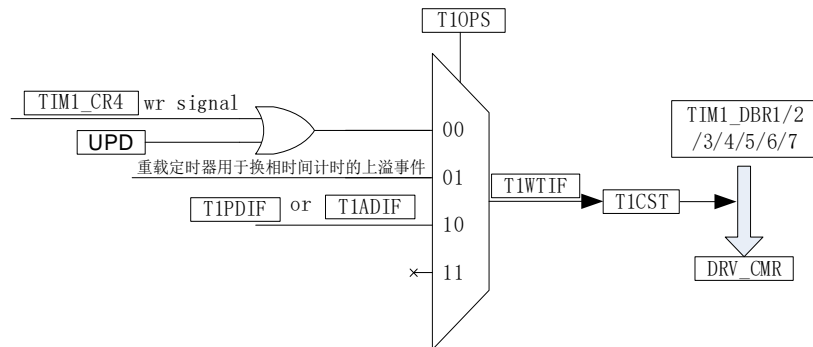 T1OPS
TIM1_CR4 wr signal
UPD
00
重载定时器用于换相时间计时的上溢事件
01
T1PDIF or T1ADIF
10
11
T1WTIF
T1CST
TIM1_DBR1/2
/3/4/5/6/7
DRV_CMR